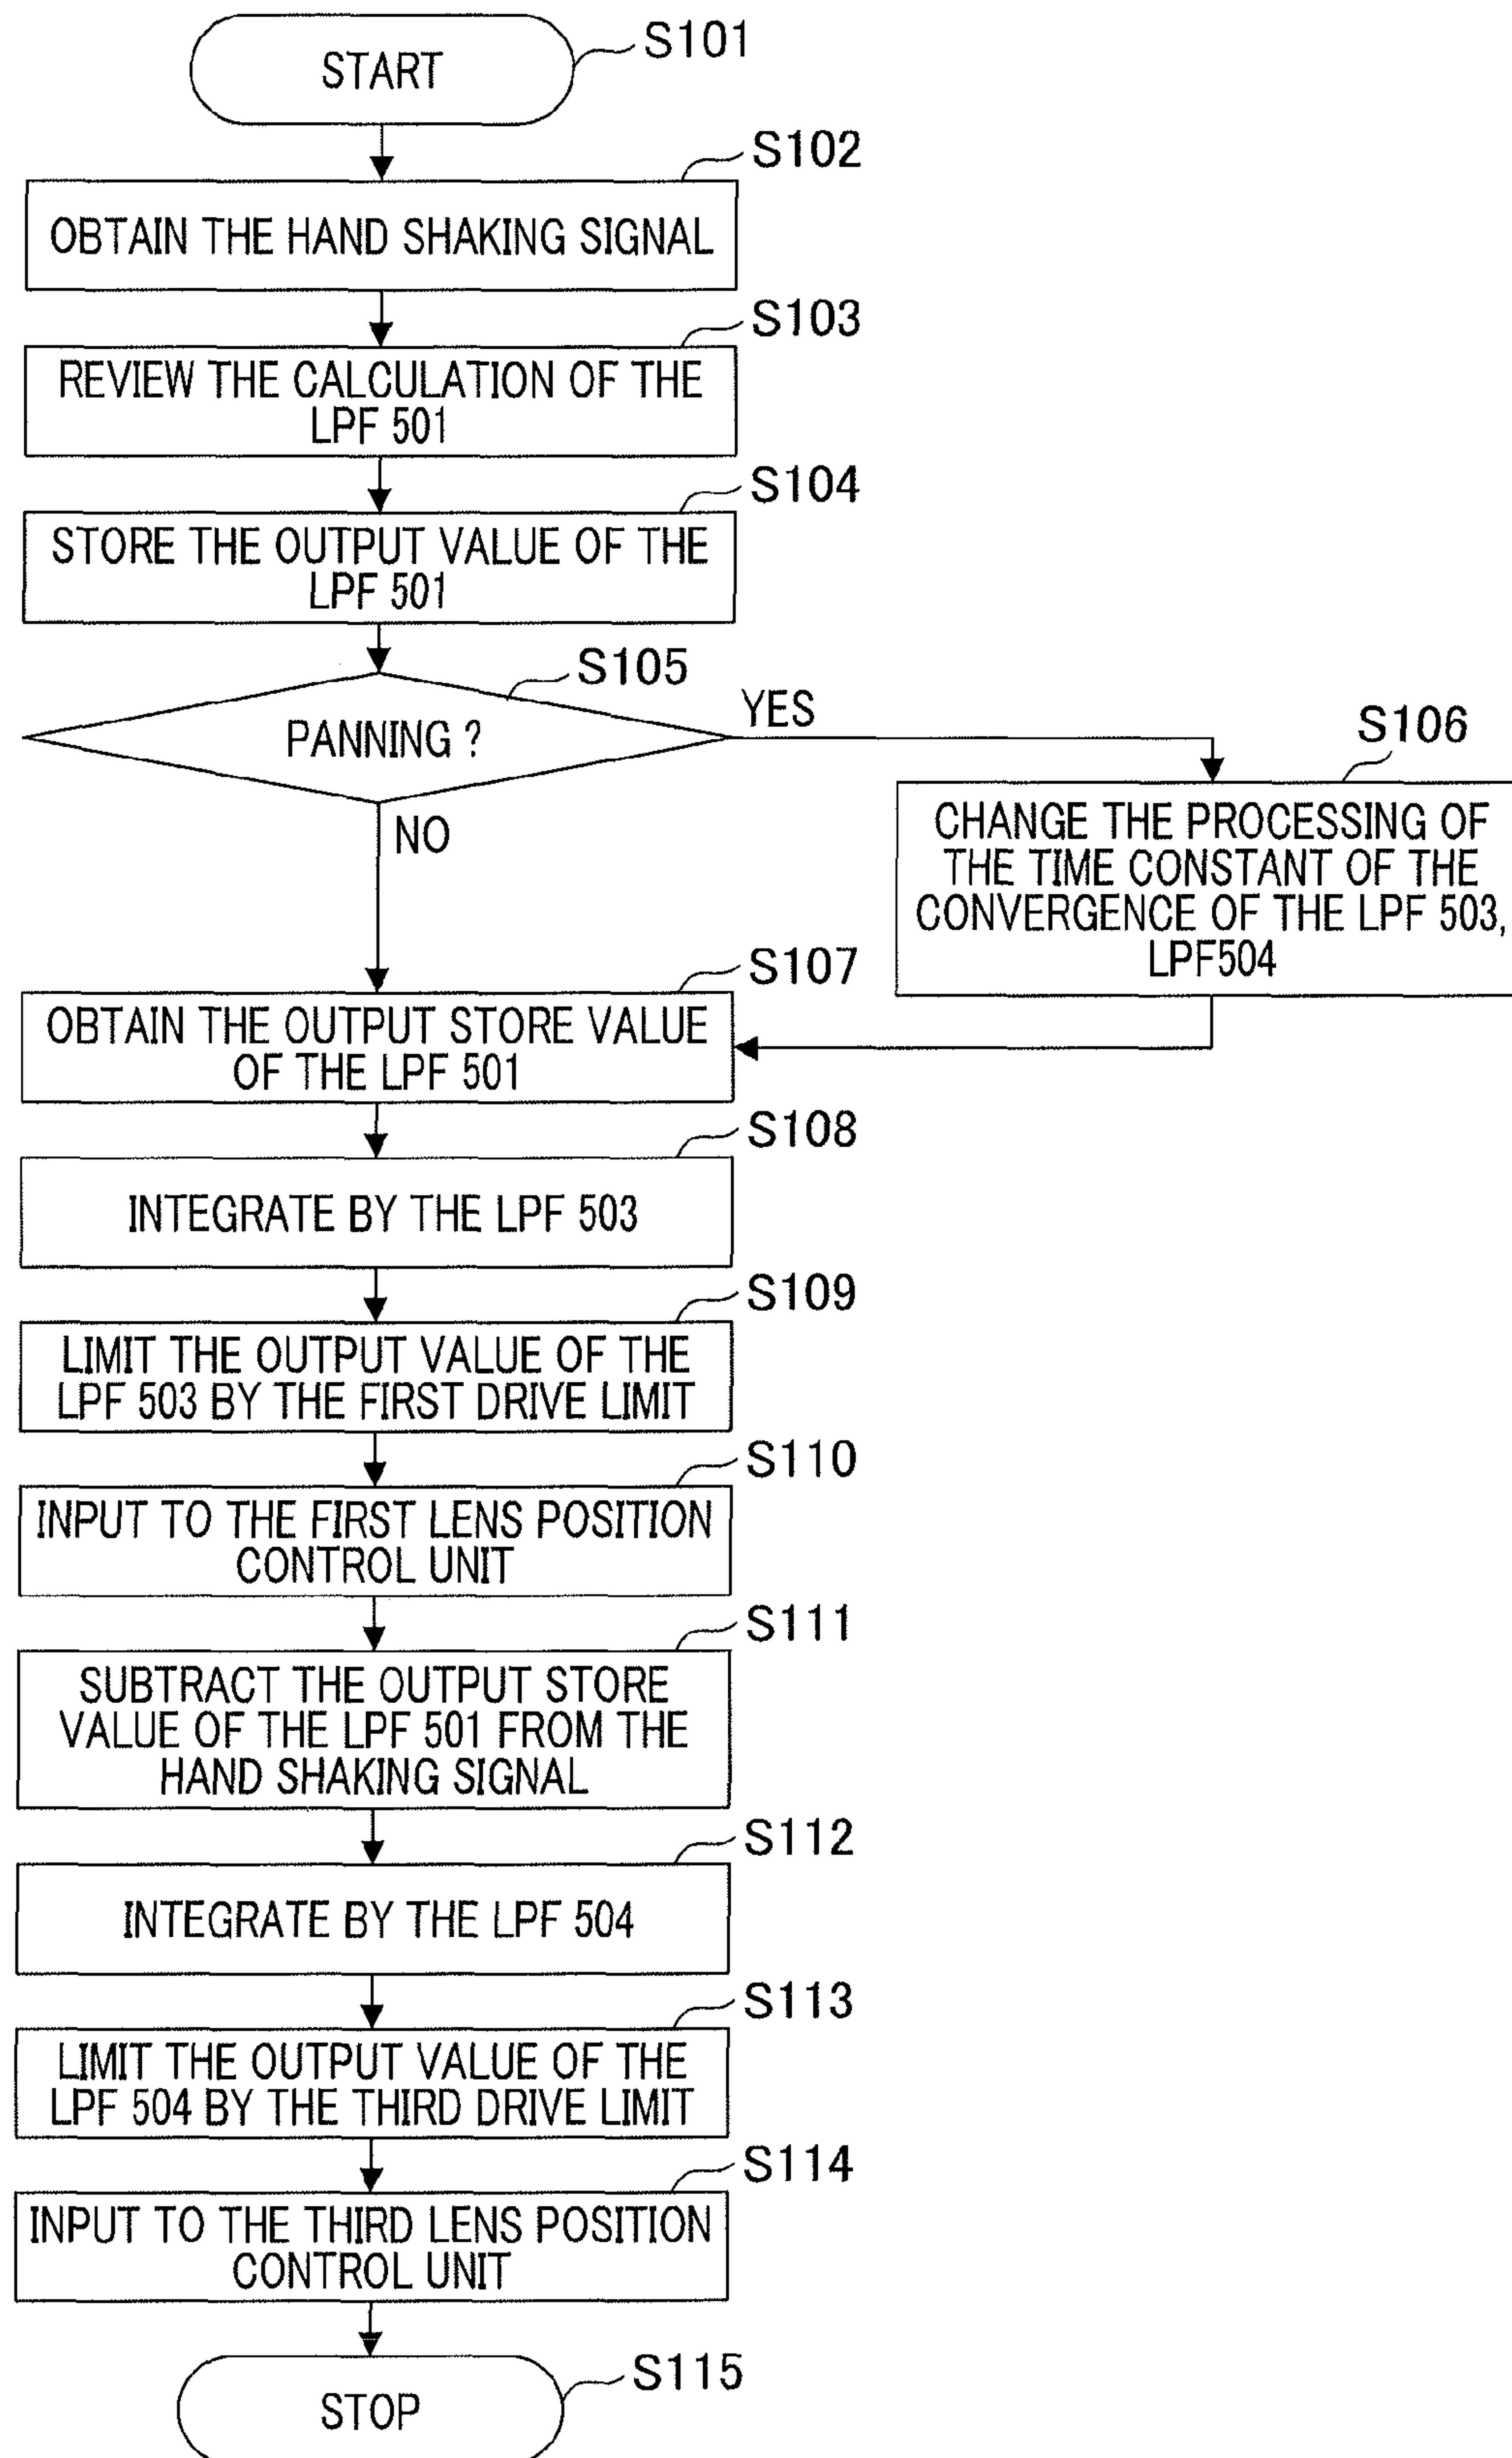 START
S101
S102
OBTAIN THE HAND SHAKING SIGNAL
S103
REVIEW THE CALCULATION OF THE
LPF 501
S104
STORE THE OUTPUT VALUE OF THE
LPF 501
S105
PANNING ?
YES
NO
S106
CHANGE THE PROCESSING OF
THE TIME CONSTANT OF THE
CONVERGENCE OF THE LPF 503,
LPF504
S107
OBTAIN THE OUTPUT STORE VALUE
OF THE LPF 501
S108
INTEGRATE BY THE LPF 503
S109
LIMIT THE OUTPUT VALUE OF THE
LPF 503 BY THE FIRST DRIVE LIMIT
S110
INPUT TO THE FIRST LENS POSITION
CONTROL UNIT
S111
SUBTRACT THE OUTPUT STORE
VALUE OF THE LPF 501 FROM THE
HAND SHAKING SIGNAL
S112
INTEGRATE BY THE LPF 504
S113
LIMIT THE OUTPUT VALUE OF THE
LPF 504 BY THE THIRD DRIVE LIMIT
S114
INPUT TO THE THIRD LENS POSITION
CONTROL UNIT
S115
STOP